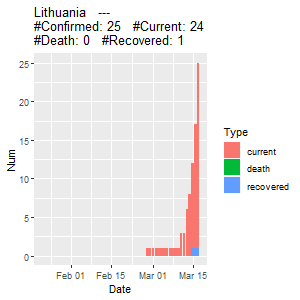 Lithuania   ---
#Confirmed: 25   #Current: 24
#Death: 0   #Recovered: 1
25
20
15
10
5
0
Num
Feb 01   Feb 15   Mar 01   Mar 15
Date
Type
current
death
recovered